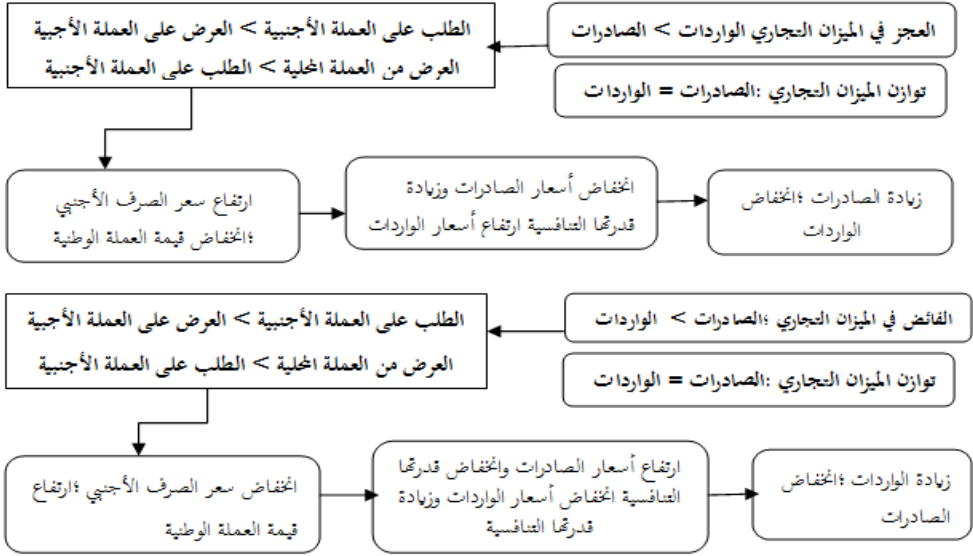 العجز في الميزان التجاري الواردات > الصادرات
توازن الميزان التجاري :الصادرات = الواردات
الطلب على العملة الأجنبية > العرض على العملة الأجبية
العرض من العملة المحلية > الطلب على العملة الأجنبية
ارتفاع سعر الصرف الأجنبي
؛انخفاض قيمة العملة الوطنية
انخفاض أسعار الصادرات وزيادة
قدرتها التنافسية ارتفاع أسعار الواردات
زيادة الصادرات ؛انخفاض
الواردات
الفائض في الميزان التجاري ؛الصادرات > الواردات
توازن الميزان التجاري :الصادرات = الواردات
الطلب على العملة الأجنبية > العرض على العملة الأجبية
العرض من العملة المحلية > الطلب على العملة الأجنبية
انخفاض سعر الصرف الأجنبي ؛ارتفاع
قيمة العملة الوطنية
ارتفاع أسعار الصادرات وانخفاض قدرتها
التنافسية انخفاض أسعار الواردات وزيادة
قدرتها التنافسية
زيادة الواردات ؛انخفاض
الصادرات